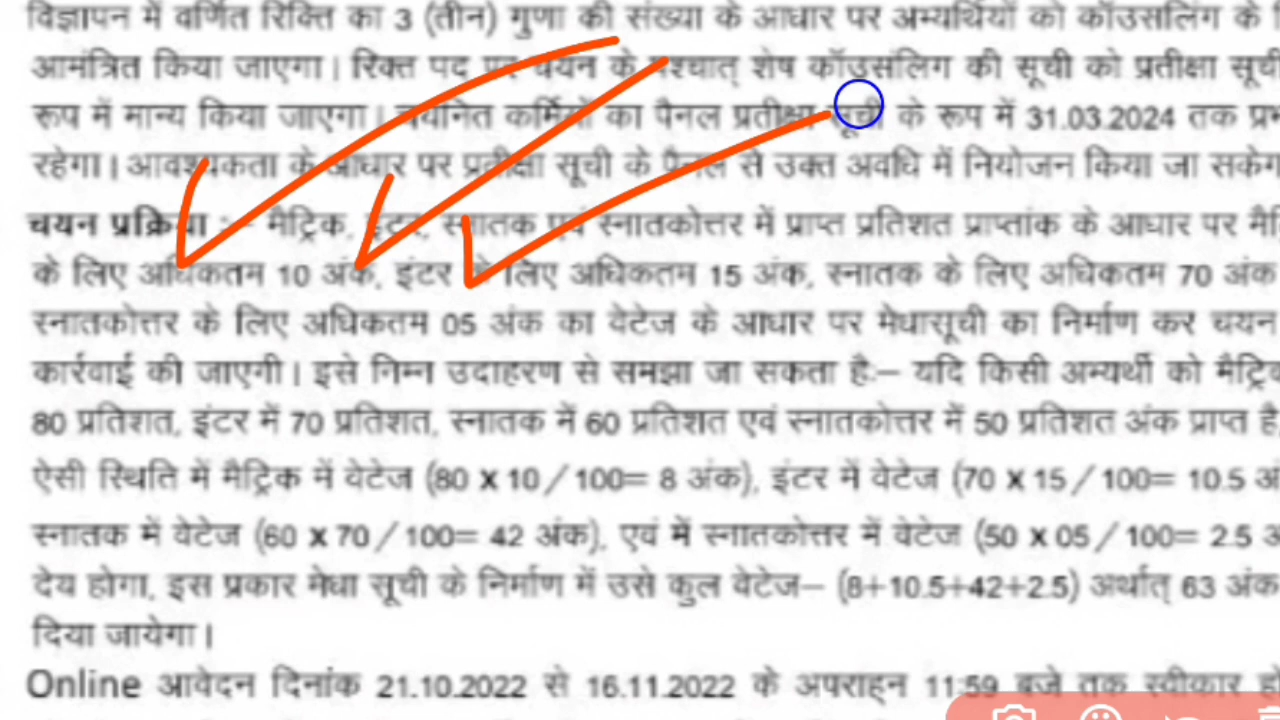 विज्ञापन में वर्णित रिक्ति का 3 (तीन) गुणा की संख्या के आधार पर अभ्यर्थियों को कॉउसलिंग के
आमंत्रित किया जाएगा। रिक्त पद पर चयन के पश्चात् शेष कॉउसलिंग की सूची को प्रतीक्षा सूची
रूप में मान्य किया जाएगा। चयनित कर्मियों का पैनल प्रतीक्षा सूची के रूप में 31.03.2024 तक
रहेगा। आवश्यकता के आधार पर प्रतीक्षा सूची के पैनल से उक्त अवधि में नियोजन किया जा सकेगा
चयन प्रक्रिया :- मैट्रिक, इंटर, स्नातक एवं स्नातकोत्तर में प्राप्त प्रतिशत प्राप्तांक के आधार पर
के लिए अधिकतम 10 अंक, इंटर के लिए अधिकतम 15 अंक, स्नातक के लिए अधिकतम 70 अंक
स्नातकोत्तर के लिए अधिकतम 05 अंक का वेटेज के आधार पर मेधासूची का निर्माण कर चयन
कार्रवाई की जाएगी। इसे निम्न उदाहरण से समझा जा सकता है:– यदि किसी अभ्यर्थी को मैट्रिक
80 प्रतिशत, इंटर में 70 प्रतिशत, स्नातक में 60 प्रतिशत एवं स्नातकोत्तर में 50 प्रतिशत अंक प्राप्त है,
ऐसी स्थिति में मैट्रिक में वेटेज (80 x 10/100= 8 अंक), इंटर में वेटेज (70 x 15/100= 10.5
स्नातक में वेटेज (60 x 70/100= 42 अंक), एवं में स्नातकोत्तर में वेटेज (50 x 05/100= 2.5
देय होगा, इस प्रकार मेधा सूची के निर्माण में उसे कुल वेटेज– (8+10.5+42+2.5) अर्थात् 63 अंक
दिया जायेगा।
Online आवेदन दिनांक 21.10.2022 से 16.11.2022 के अपराहन 11:59 बजे तक स्वीकार